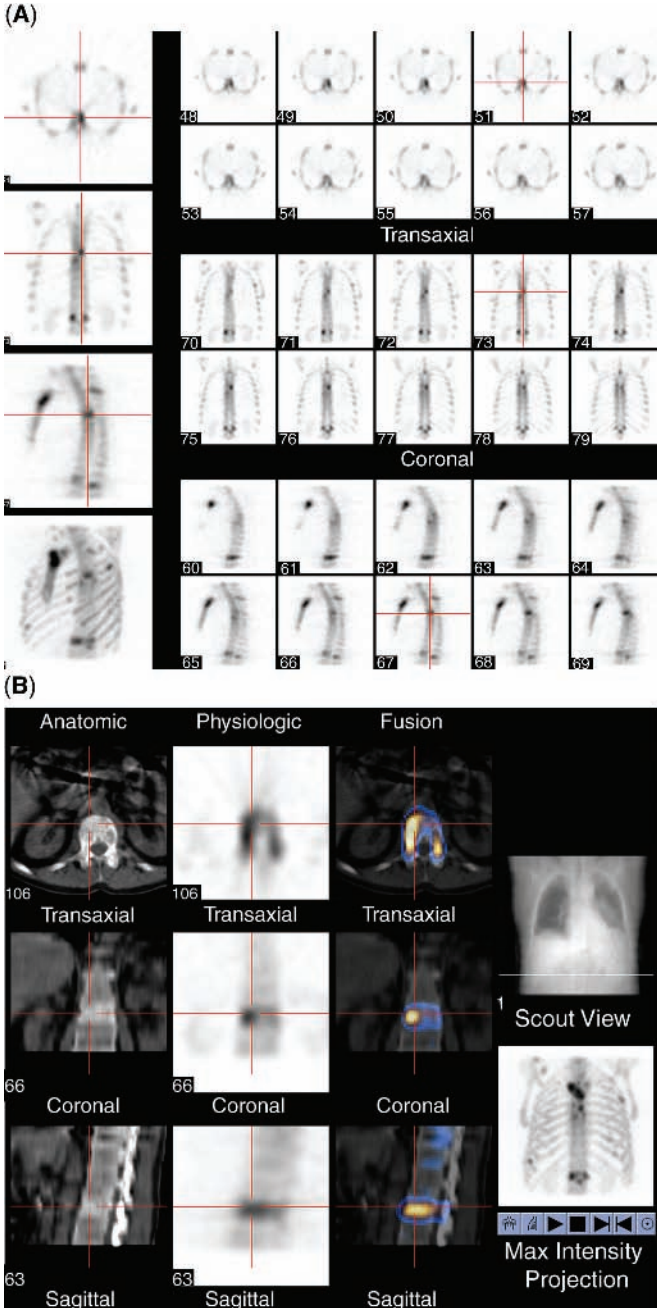 (A)
48 49 50 51 52
53 54 55 56 57
Transaxial
70 71 72 73 74
75 76 77 78 79
Coronal
60 61 62 63 64
65 66 67 68 69
(B)
Anatomic Physiologic Fusion
106 106
Transaxial Transaxial Transaxial
1
Scout View
66 66
Coronal Coronal Coronal
63 63
Sagittal Sagittal Sagittal
Max Intensity
Projection